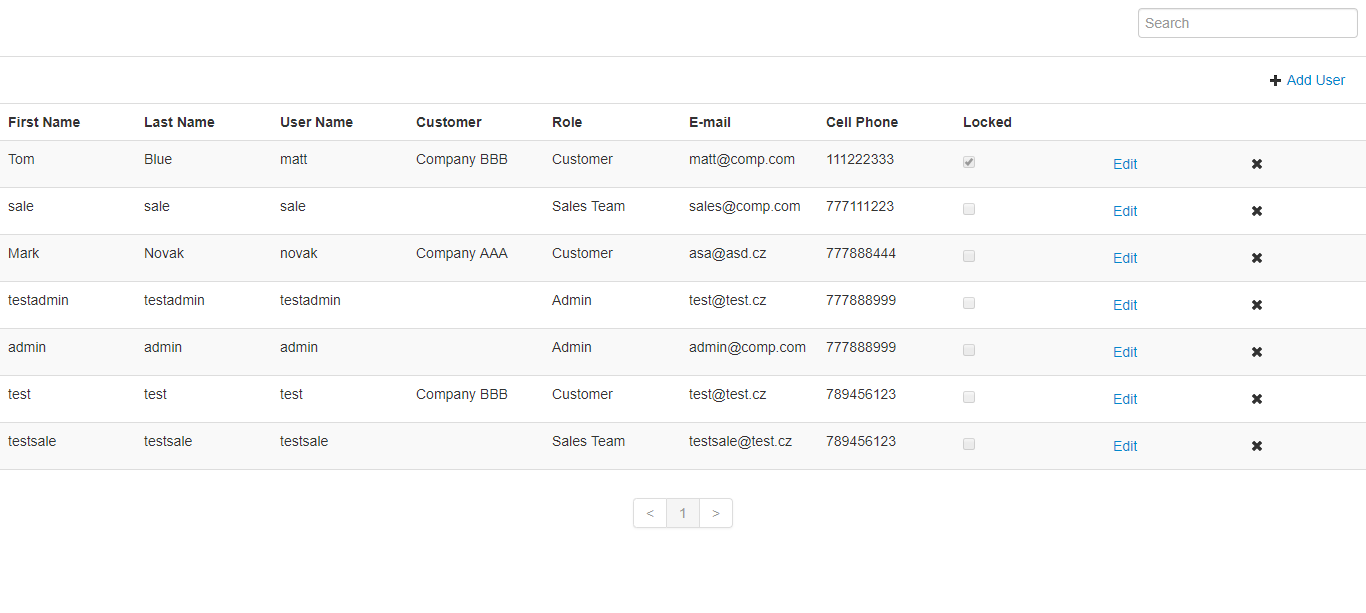 Search
Add User
First Name Last Name User Name Customer Role E-mail Cell Phone Locked
Tom Blue matt Company BBB Customer matt@comp.com 111222333 Edit
sale sale sale Sales Team sales@comp.com 777111223 Edit
Mark Novak novak Company AAA Customer asa@asd.cz 777888444 Edit
testadmin testadmin testadmin Admin test@test.cz 777888999 Edit
admin admin admin Admin admin@comp.com 777888999 Edit
test test test Company BBB Customer test@test.cz 789456123 Edit
testsale testsale testsale Sales Team testsale@test.cz 789456123 Edit
< 1 >